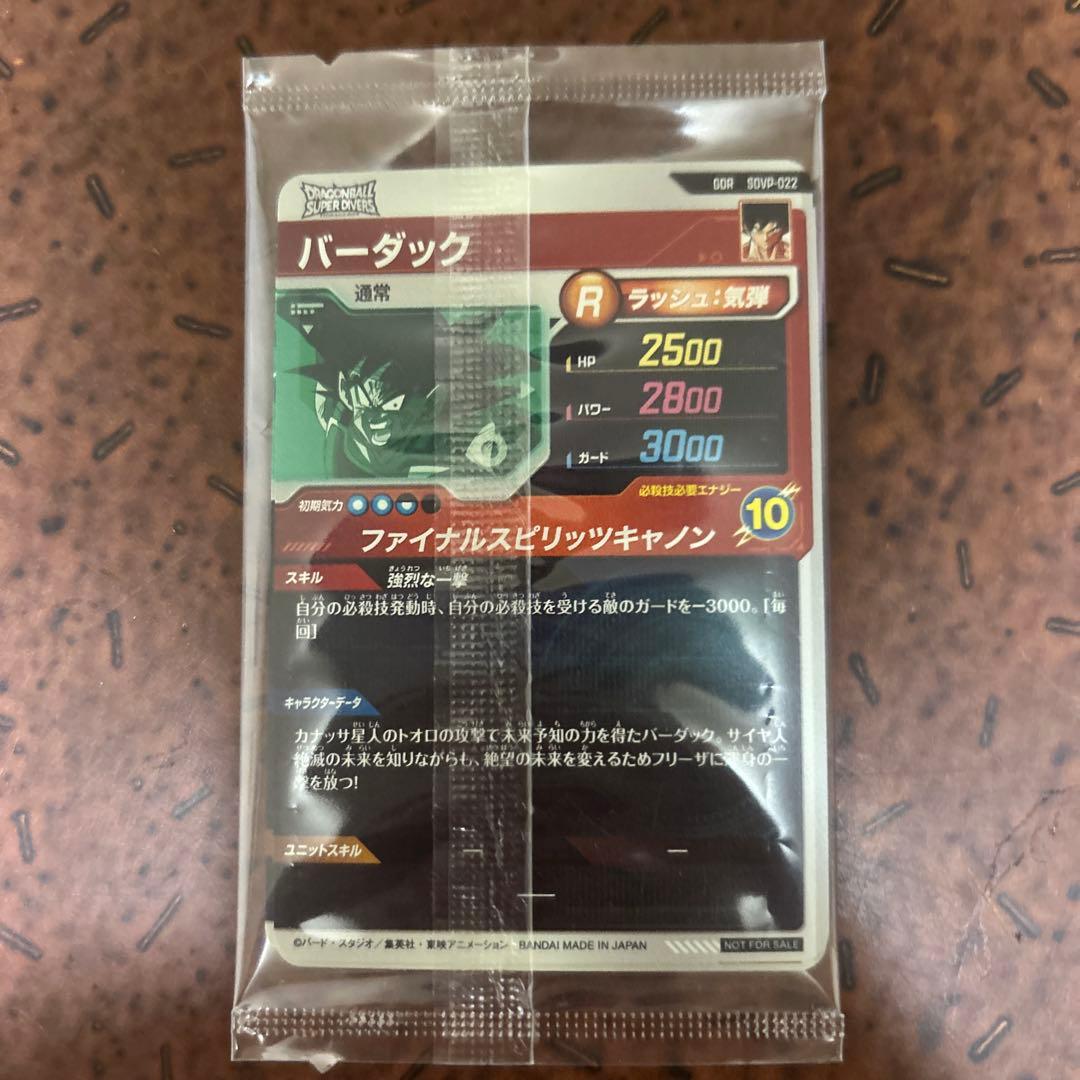 GDR SDVP-022
DRAGONBALL
SUPER DIVERS
バーダック
通常
R ラッシュ:気弾
HP 2500
パワー 2800
ガード 3000
必殺技必要エナジー
10
初期気力
ファイナルスピリッツキャノン
スキル 強烈な一撃
自分の必殺技発動時、自分の必殺技を受ける敵のガードを-3000。[毎
回]
キャラクターデータ
カナッサ星人のトオロの攻撃で未来予知の力を得たバーダック。サイヤ人
絶滅の未来を知りながらも、絶望の未来を変えるためフリーザに渾身の一
撃を放つ!
ユニットスキル
©バード・スタジオ/集英社・東映アニメーション BANDAI MADE IN JAPAN
NOT FOR SALE